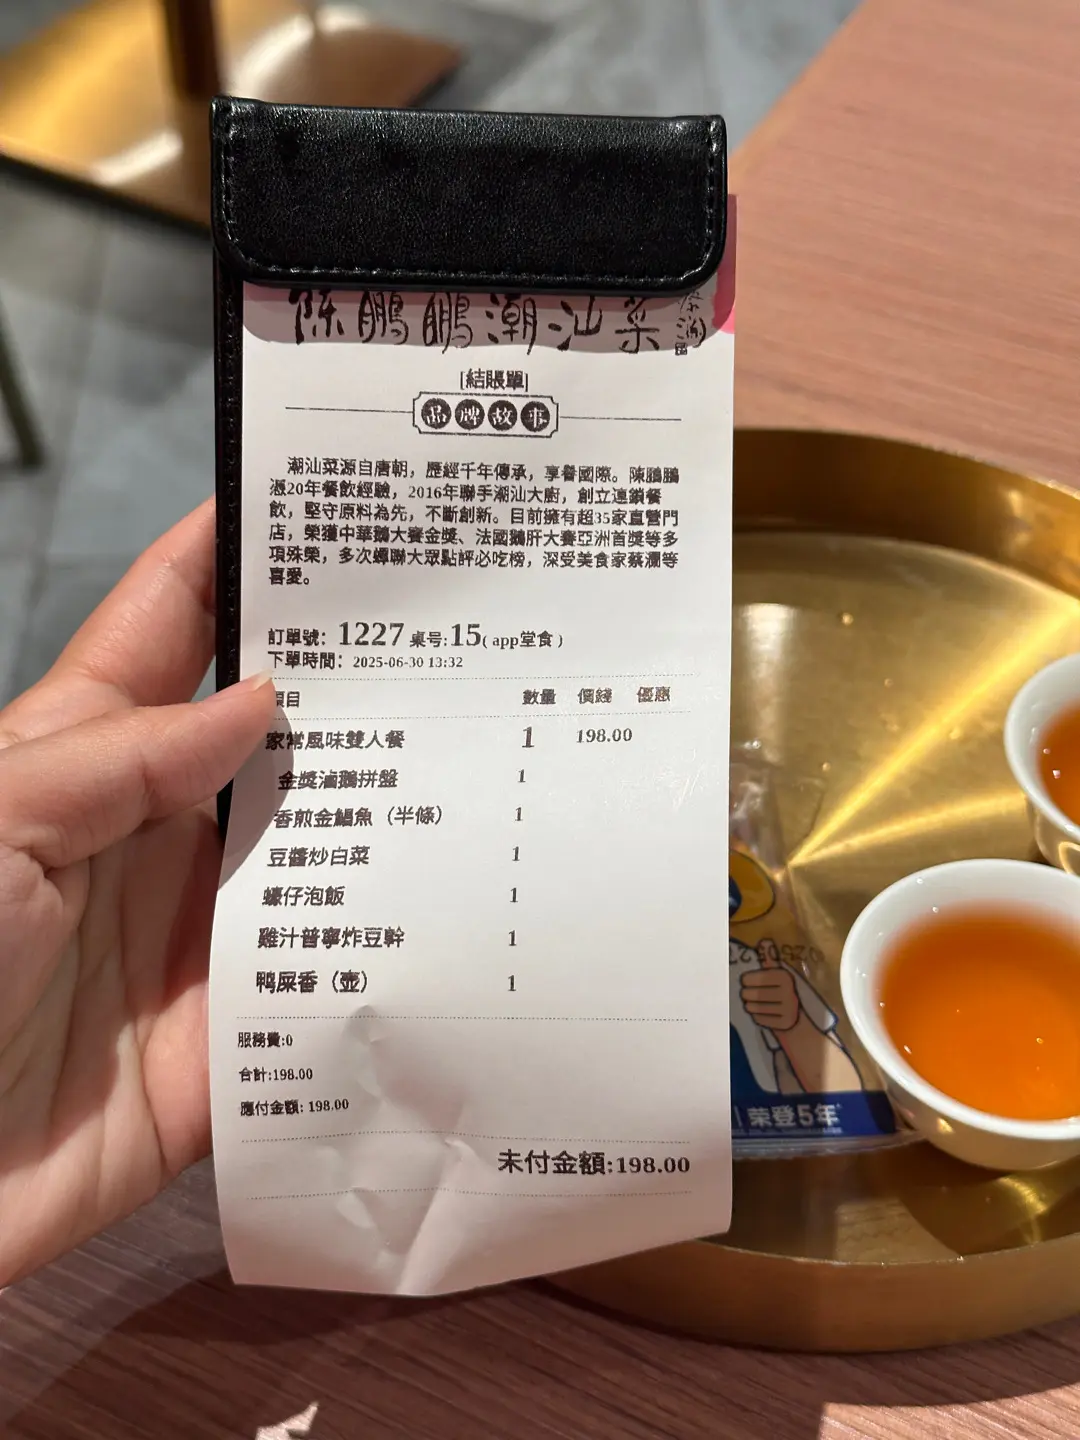 陳鵬鵬潮汕菜
[結賬單]
品牌故事
潮汕菜源自唐朝，歷經千年傳承，享譽國際。陳鵬鵬
憑20年餐飲經驗，2016年聯手潮汕大廚，創立連鎖餐
飲，堅守原料為先，不斷創新。目前擁有超35家直營門
店，榮獲中華鵝大賽金獎、法國鵝肝大賽亞洲首獎等多
項殊榮，多次蟬聯大眾點評必吃榜，深受美食家蔡瀾等
喜愛。
訂單號：1227 桌号:15( app堂食 )
下單時間：2025-06-30 13:32
項目 數量 價錢 優惠
家常風味雙人餐 1 198.00
金獎滷鵝拼盤 1
香煎金鯧魚（半條） 1
豆醬炒白菜 1
蠔仔泡飯 1
雞汁普寧炸豆幹 1
鸭屎香（壺） 1
服務費:0
合計:198.00
應付金額: 198.00
未付金額:198.00
荣登5年